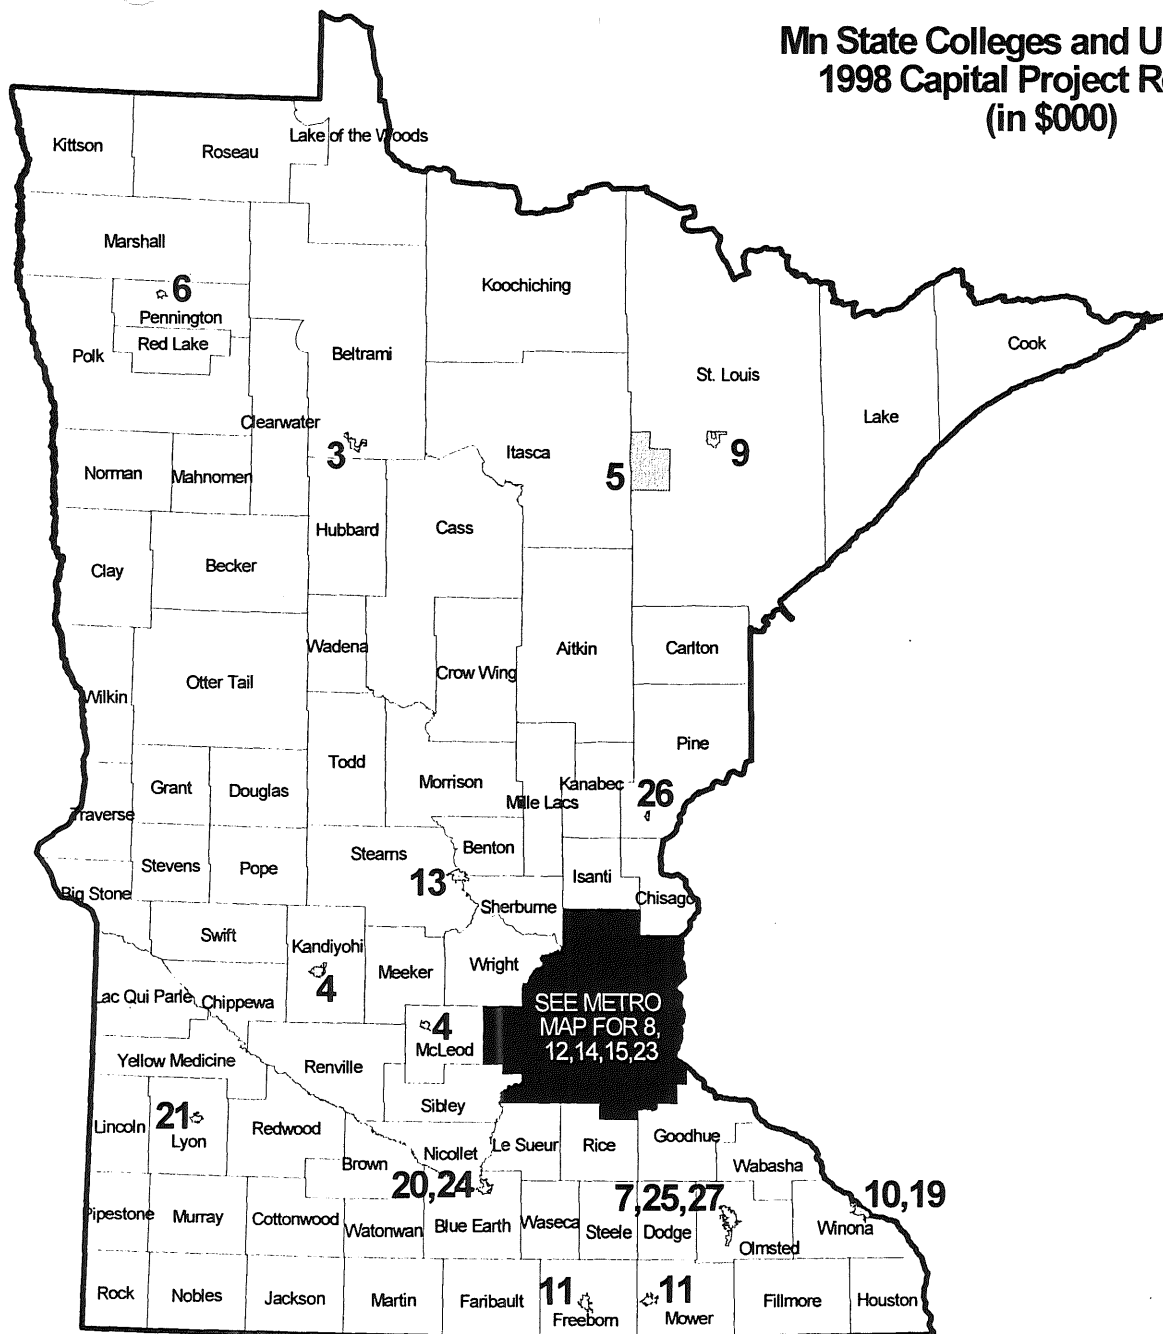 Mn State Colleges and U
1998 Capital Project R
(in $000)
Kittson
Roseau
Lake of the Woods
Marshall
6
Pennington
Red Lake
Polk
Beltrami
Koochiching
St. Louis
Cook
Lake
Clearwater
3
Itasca
5
9
Norman
Mahnomen
Hubbard
Cass
Clay
Becker
Wadena
Crow Wing
Aitkin
Carlton
Wilkin
Otter Tail
Todd
Pine
Grant
Douglas
Morrison
Mille Lacs
Kanabec
26
Traverse
Stevens
Pope
Stearns
Benton
13
Isanti
Chisago
Big Stone
Sherburne
Swift
Kandiyohi
4
Meeker
Wright
Lac Qui Parle
Chippewa
SEE METRO
MAP FOR 8,
12,14,15,23
4
McLeod
Yellow Medicine
Renville
Sibley
21
Lyon
Lincoln
Redwood
Brown
Nicollet
Le Sueur
Rice
Goodhue
Wabasha
20,24
7,25,27
10,19
Pipestone
Murray
Cottonwood
Watonwan
Blue Earth
Waseca
Steele
Dodge
Olmsted
Winona
Rock
Nobles
Jackson
Martin
Faribault
11
Freeborn
11
Mower
Fillmore
Houston